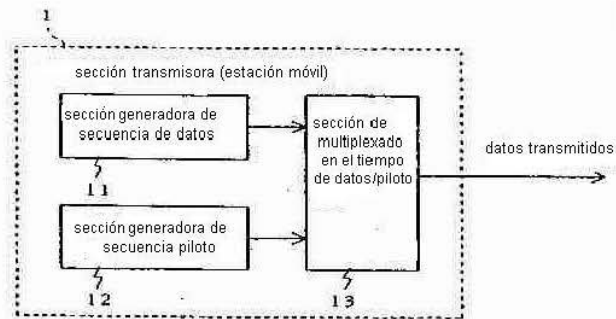 1
sección transmisora (estación móvil)
sección generadora de
secuencia de datos
11
sección generadora de
secuencia piloto
12
sección de
multiplexado
en el tiempo
de datos/piloto
13
datos transmitidos